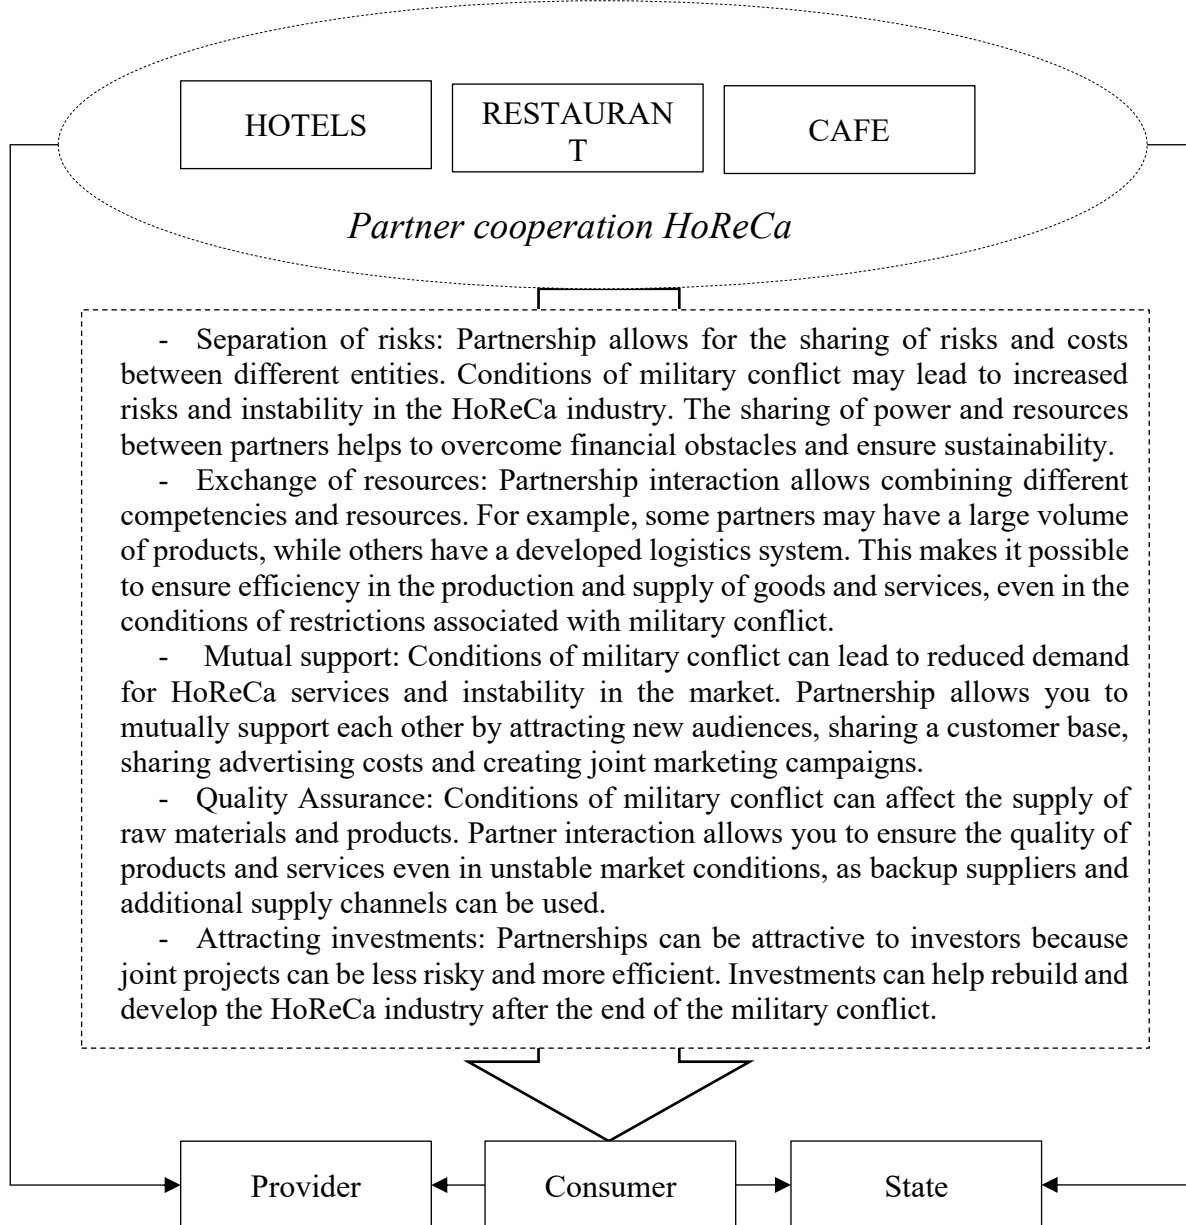 HOTELS
RESTAURAN
T
CAFE
Partner cooperation HoReCa
- Separation of risks: Partnership allows for the sharing of risks and costs
between different entities. Conditions of military conflict may lead to increased
risks and instability in the HoReCa industry. The sharing of power and resources
between partners helps to overcome financial obstacles and ensure sustainability.
- Exchange of resources: Partnership interaction allows combining different
competencies and resources. For example, some partners may have a large volume
of products, while others have a developed logistics system. This makes it possible
to ensure efficiency in the production and supply of goods and services, even in the
conditions of restrictions associated with military conflict.
- Mutual support: Conditions of military conflict can lead to reduced demand
for HoReCa services and instability in the market. Partnership allows you to
mutually support each other by attracting new audiences, sharing a customer base,
sharing advertising costs and creating joint marketing campaigns.
- Quality Assurance: Conditions of military conflict can affect the supply of
raw materials and products. Partner interaction allows you to ensure the quality of
products and services even in unstable market conditions, as backup suppliers and
additional supply channels can be used.
- Attracting investments: Partnerships can be attractive to investors because
joint projects can be less risky and more efficient. Investments can help rebuild and
develop the HoReCa industry after the end of the military conflict.
Provider
Consumer
State